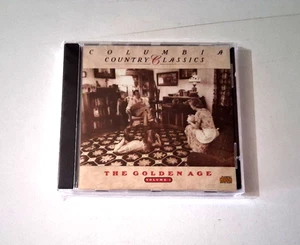 COLUMBIA
COUNTRY CLASSICS
THE GOLDEN AGE
VOLUME 1